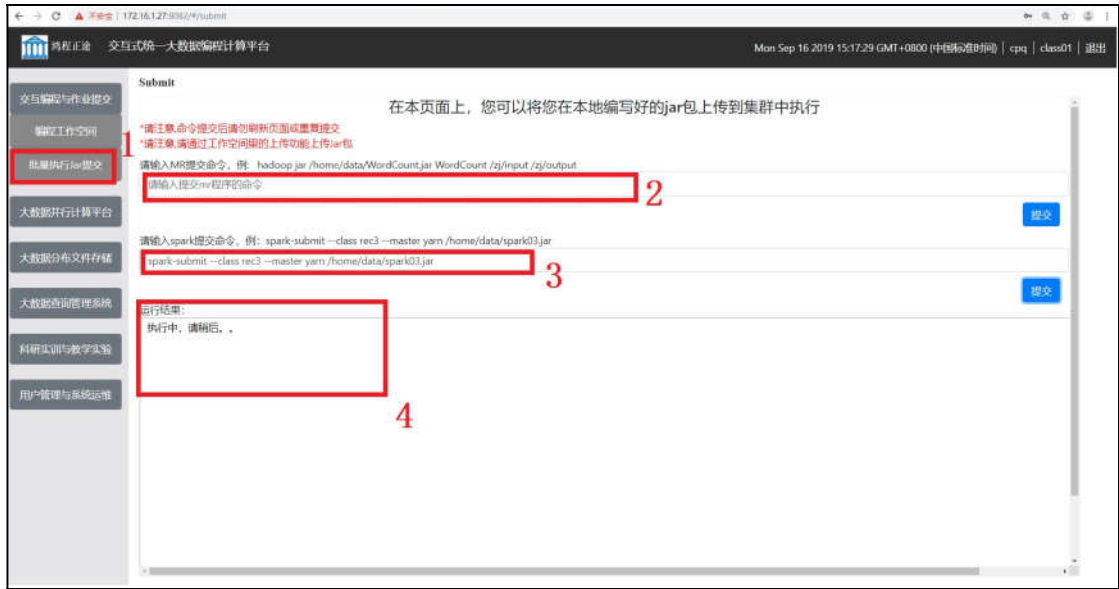 不安全 | 172.16.1.27:9002/#/submit
鸿程正途 交互式统一大数据编程计算平台 Mon Sep 16 2019 15:17:29 GMT+0800 (中国标准时间) | cpq | class01 | 退出
交互编程与作业提交
编程工作空间
1
批量执行Jar提交
大数据并行计算平台
大数据分布文件存储
大数据查询管理系统
科研实训与教学实验
用户管理与系统运维
Submit
在本页面上，您可以将您在本地编写好的jar包上传到集群中执行
*请注意,命令提交后请勿刷新页面或重复提交
*请注意,请通过工作空间里的上传功能上传Jar包
请输入MR提交命令，例: hadoop jar /home/data/WordCount.jar WordCount /zj/input /zj/output
请输入提交mr程序的命令
2
提交
请输入spark提交命令，例: spark-submit --class rec3 --master yarn /home/data/spark03.jar
spark-submit --class rec3 --master yarn /home/data/spark03.jar
3
提交
运行结果:
执行中，请稍后。。
4